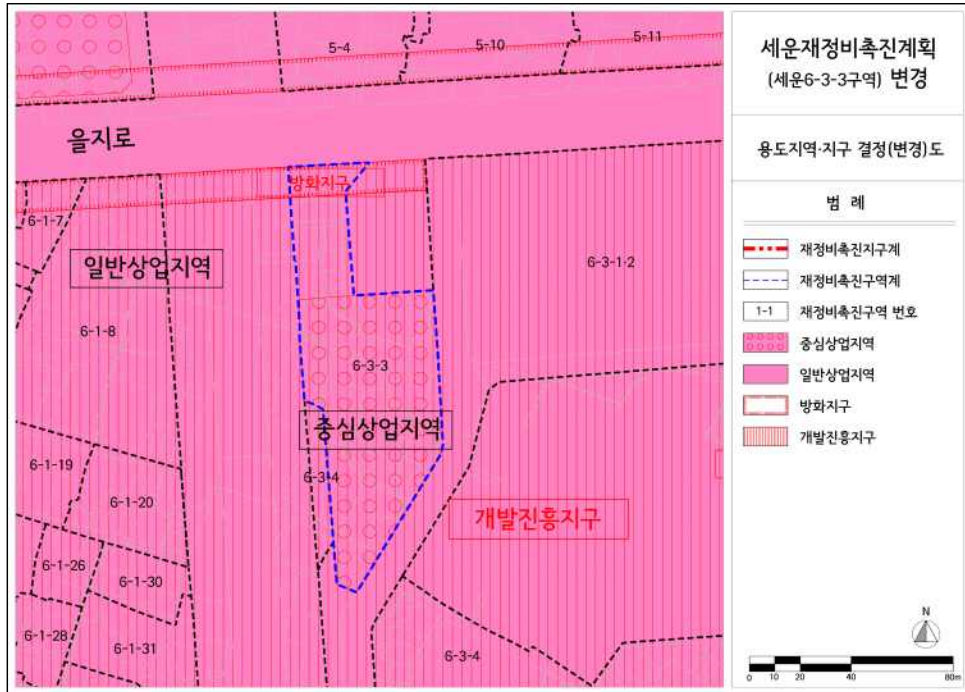 5-4
5-10
5-11
을지로
방화지구
6-1-7
일반상업지역
6-3-1-2
6-1-8
6-3-3
중심상업지역
6-1-19
6-3-4
6-1-20
개발진흥지구
6-1-26
6-1-30
6-1-28
6-1-31
6-3-4
세운재정비촉진계획
(세운6-3-3구역) 변경
용도지역·지구 결정(변경)도
범 례
재정비촉진지구계
재정비촉진구역계
1-1 재정비촉진구역 번호
중심상업지역
일반상업지역
방화지구
개발진흥지구
N
0 10 20 40 80m